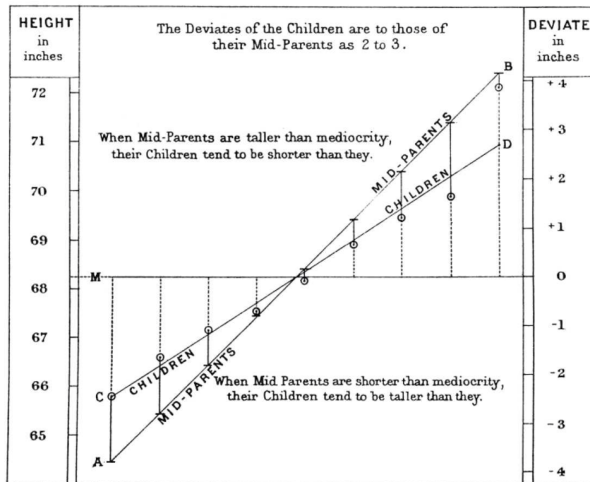 HEIGHT
in
inches
The Deviates of the Children are to those of
their Mid-Parents as 2 to 3.
DEVIATE
in
inches
72
71
70
69
68
67
66
65
When Mid-Parents are taller than mediocrity,
their Children tend to be shorter than they.
MID-PARENTS
CHILDREN
B
D
M
C
A
CHILDREN
MID-PARENTS
When Mid Parents are shorter than mediocrity,
their Children tend to be taller than they.
+4
+3
+2
+1
0
-1
-2
-3
-4